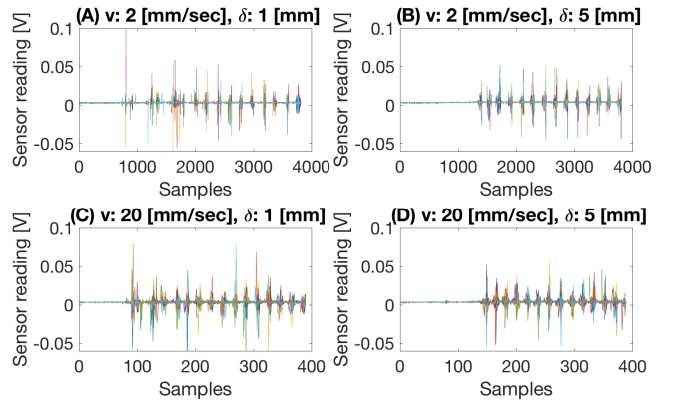 (A) v: 2 [mm/sec], δ: 1 [mm]
Sensor reading [V]
0.1
0.05
0
-0.05
0 1000 2000 3000 4000
Samples
(B) v: 2 [mm/sec], δ: 5 [mm]
Sensor reading [V]
0.1
0.05
0
-0.05
0 1000 2000 3000 4000
Samples
(C) v: 20 [mm/sec], δ: 1 [mm]
Sensor reading [V]
0.1
0.05
0
-0.05
0 100 200 300 400
Samples
(D) v: 20 [mm/sec], δ: 5 [mm]
Sensor reading [V]
0.1
0.05
0
-0.05
0 100 200 300 400
Samples